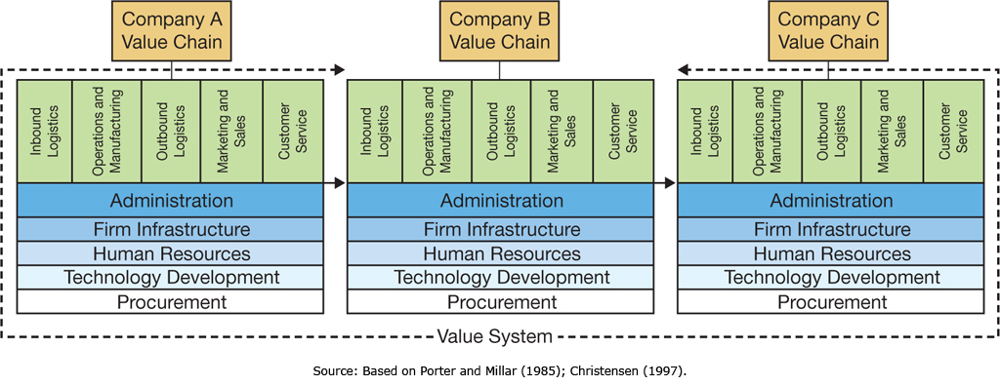 Company A
Value Chain
Company B
Value Chain
Company C
Value Chain
Inbound
Logistics
Operations and
Manufacturing
Outbound
Logistics
Marketing and
Sales
Customer
Service
Inbound
Logistics
Operations and
Manufacturing
Outbound
Logistics
Marketing and
Sales
Customer
Service
Inbound
Logistics
Operations and
Manufacturing
Outbound
Logistics
Marketing and
Sales
Customer
Service
Administration
Administration
Administration
Firm Infrastructure
Firm Infrastructure
Firm Infrastructure
Human Resources
Human Resources
Human Resources
Technology Development
Technology Development
Technology Development
Procurement
Procurement
Procurement
Value System
Source: Based on Porter and Millar (1985); Christensen (1997).